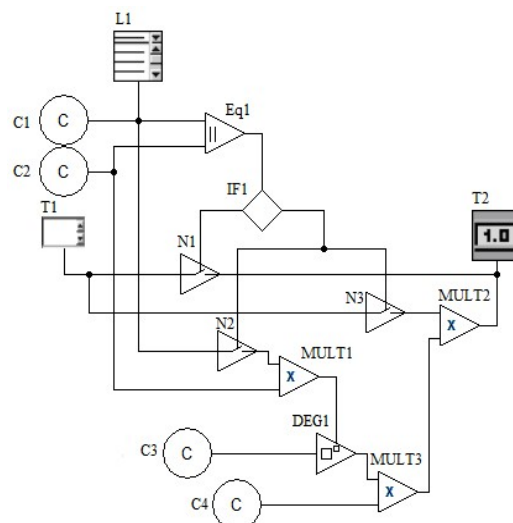 L1
C1
C
Eq1
C2
C
T1
IF1
T2
1.0
N1
N3
MULT2
x
N2
MULT1
x
DEG1
C3
C
MULT3
C4
C
x